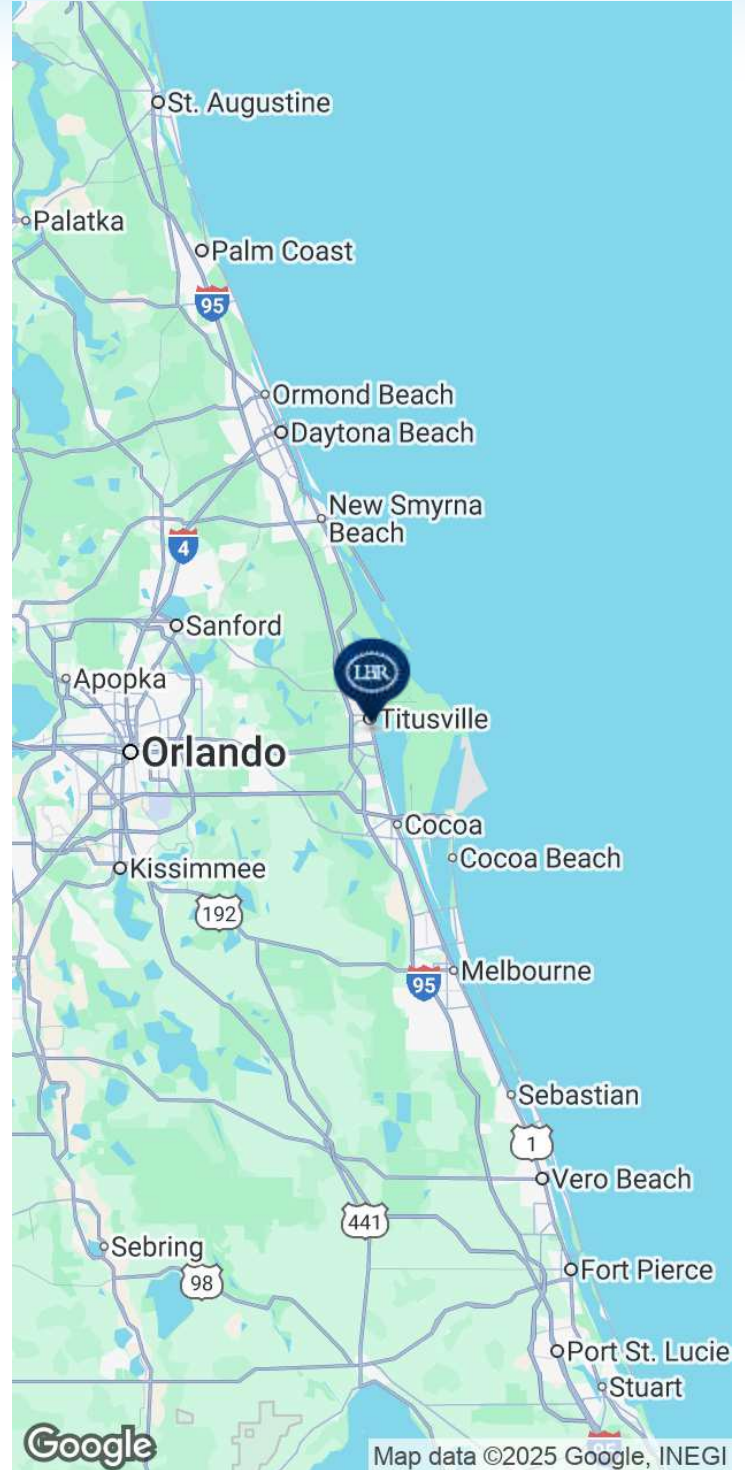 St. Augustine
Palatka
Palm Coast
95
Ormond Beach
Daytona Beach
New Smyrna
Beach
4
Sanford
LBR
Apopka
Titusville
Orlando
Cocoa
Cocoa Beach
Kissimmee
192
Melbourne
95
Sebastian
1
Vero Beach
441
Sebring
Fort Pierce
98
Port St. Lucie
Stuart
95
Google
Map data ©2025 Google, INEGI